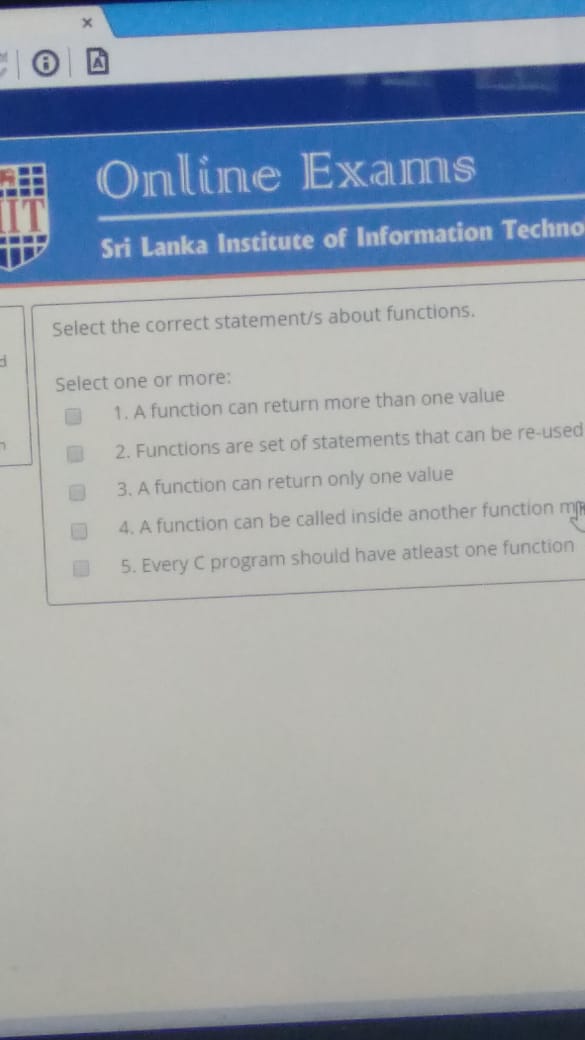 Online Exams
Sri Lanka Institute of Information Techno
IIT
Select the correct statement/s about functions.
Select one or more:
1. A function can return more than one value
2. Functions are set of statements that can be re-used
3. A function can return only one value
4. A function can be called inside another function
5. Every C program should have atleast one function